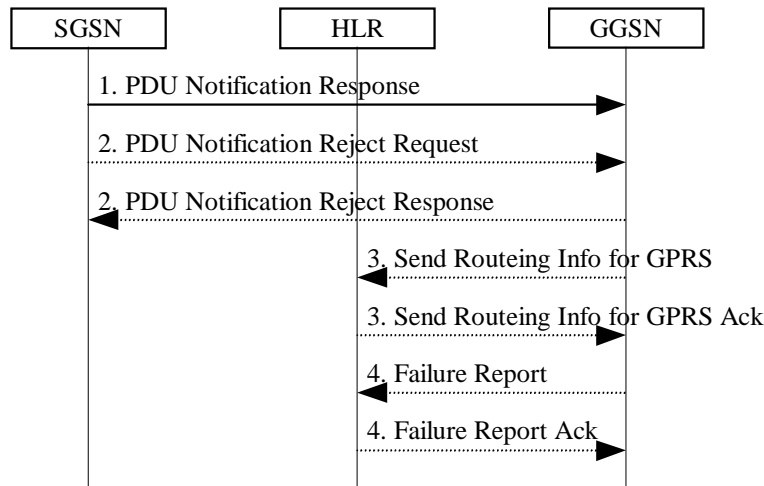 SGSN HLR GGSN
1. PDU Notification Response
2. PDU Notification Reject Request
2. PDU Notification Reject Response
3. Send Routeing Info for GPRS
3. Send Routeing Info for GPRS Ack
4. Failure Report
4. Failure Report Ack